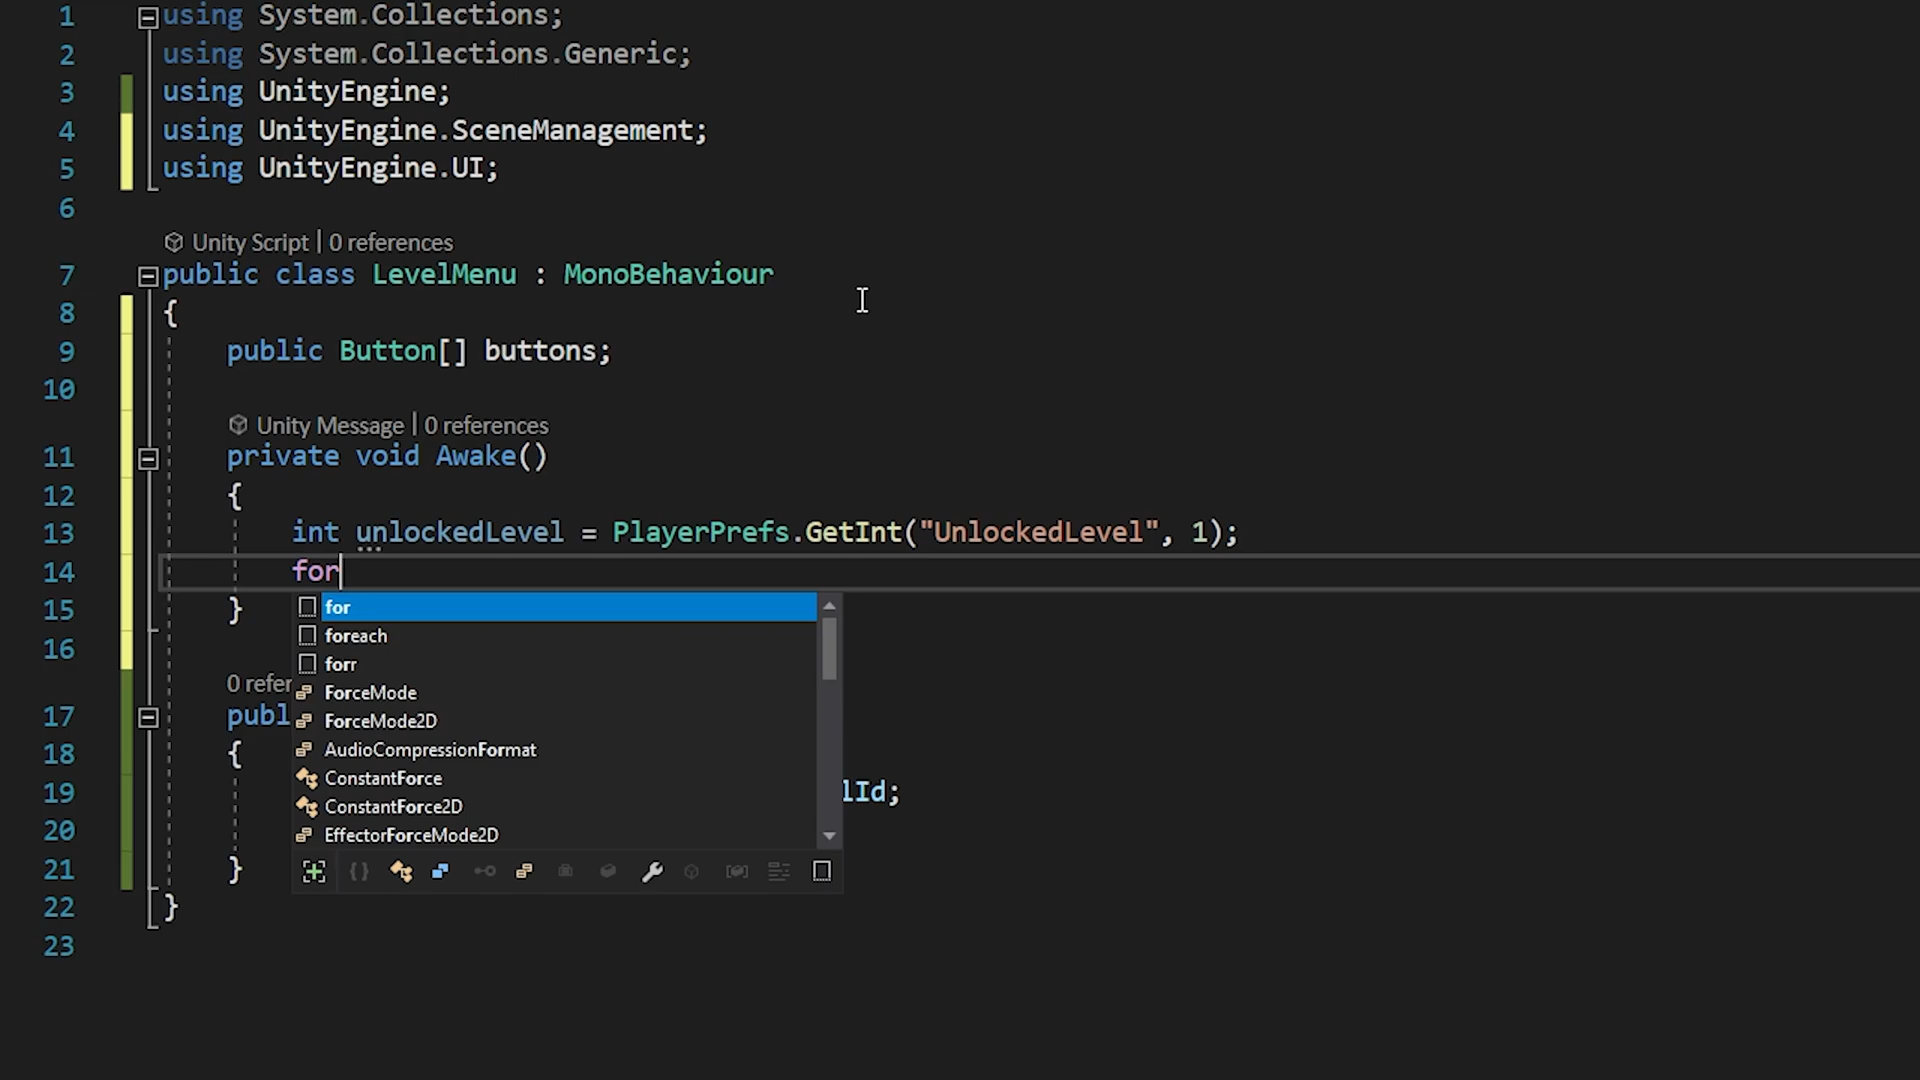 1 using System.Collections;
2 using System.Collections.Generic;
3 using UnityEngine;
4 using UnityEngine.SceneManagement;
5 using UnityEngine.UI;
6
Unity Script | 0 references
7 public class LevelMenu : MonoBehaviour
8 {
9 public Button[] buttons;
10
Unity Message | 0 references
11 private void Awake()
12 {
13 int unlockedLevel = PlayerPrefs.GetInt("UnlockedLevel", 1);
14 for
15 }
for
foreach
16
forr
0 refer
ForceMode
17 publ
ForceMode2D
18 {
AudioCompressionFormat
ConstantForce
19 lId;
ConstantForce2D
20
EffectorForceMode2D
21 }
22 }
23